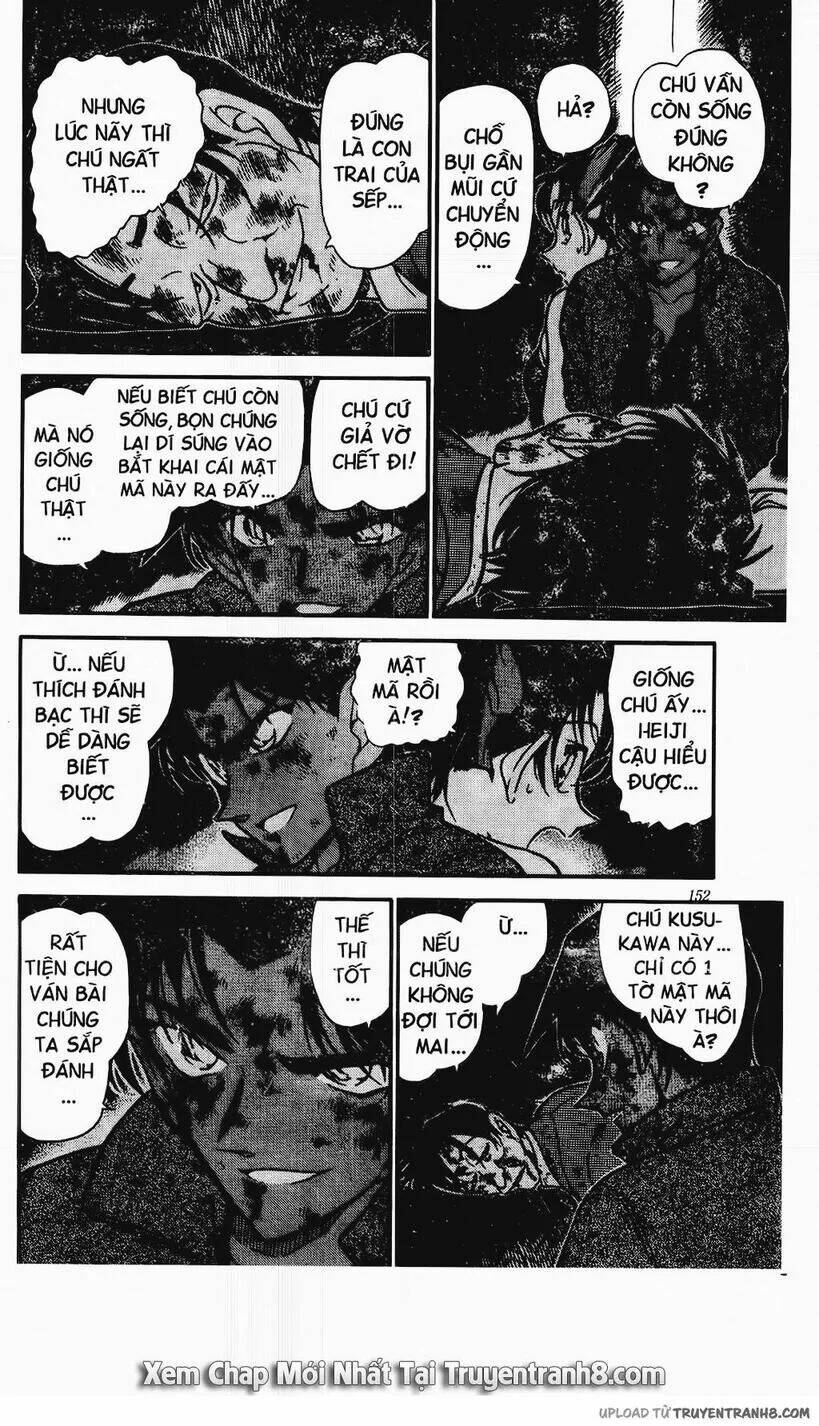 CHÚ VẪN
CÒN SỐNG
ĐÚNG
KHÔNG
?
HẢ?
CHỖ
BỤI GẦN
MŨI CỨ
CHUYỂN
ĐỘNG
...
ĐÚNG
LÀ CON
TRAI CỦA
SẾP...
NHƯNG
LÚC NÃY THÌ
CHÚ NGẤT
THẬT...
CHÚ CỨ
GIẢ VỜ
CHẾT ĐI!
NẾU BIẾT CHÚ CÒN
SỐNG, BỌN CHÚNG
LẠI DÍ SÚNG VÀO
BẮT KHAI CÁI MẬT
MÃ NÀY RA ĐẤY...
MÀ NÓ
GIỐNG
CHÚ THẬT
...
GIỐNG
CHÚ ẤY...
HEIJI
CẬU HIỂU
ĐƯỢC...
MẬT
MÃ RỒI
À!?
Ừ... NẾU
THÍCH ĐÁNH
BẠC THÌ SẼ
DỄ DÀNG
BIẾT
ĐƯỢC
...
152
CHÚ KUSU-
KAWA NÀY...
CHỈ CÓ 1
TỜ MẬT MÃ
NÀY THÔI
À?
Ừ...
NẾU
CHÚNG
KHÔNG
ĐỢI TỚI
MAI...
THẾ
THÌ
TỐT
...
RẤT
TIỆN CHO
VÁN BÀI
CHÚNG
TA SẮP
ĐÁNH
...
Xem Chap Mới Nhất Tại Truyentranh8.com
UPLOAD TỪ TRUYENTRANH8.COM